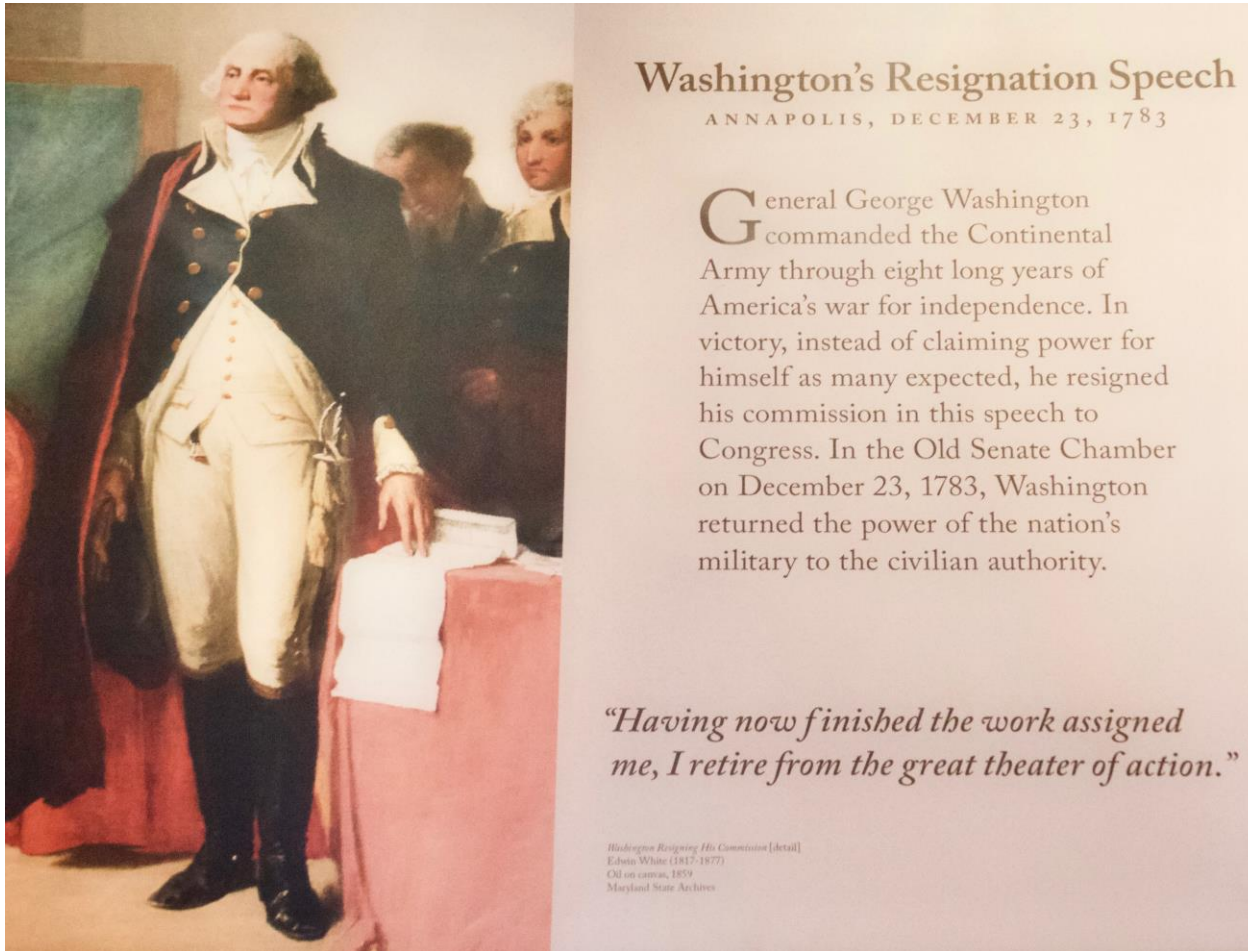 Washington's Resignation Speech
ANNAPOLIS, DECEMBER 23, 1783
General George Washington
commanded the Continental
Army through eight long years of
America's war for independence. In
victory, instead of claiming power for
himself as many expected, he resigned
his commission in this speech to
Congress. In the Old Senate Chamber
on December 23, 1783, Washington
returned the power of the nation's
military to the civilian authority.
“Having now finished the work assigned
me, I retire from the great theater of action.”
Washington Resigning His Commission [detail]
Edwin White (1817-1877)
Oil on canvas, 1859
Maryland State Archives